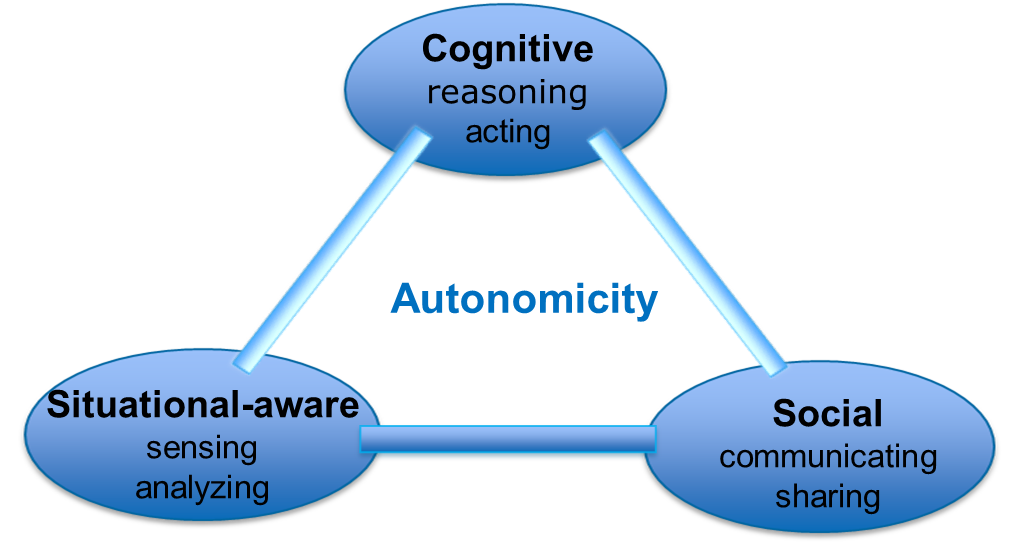 Cognitive
reasoning
acting
Autonomicity
Situational-aware
sensing
analyzing
Social
communicating
sharing